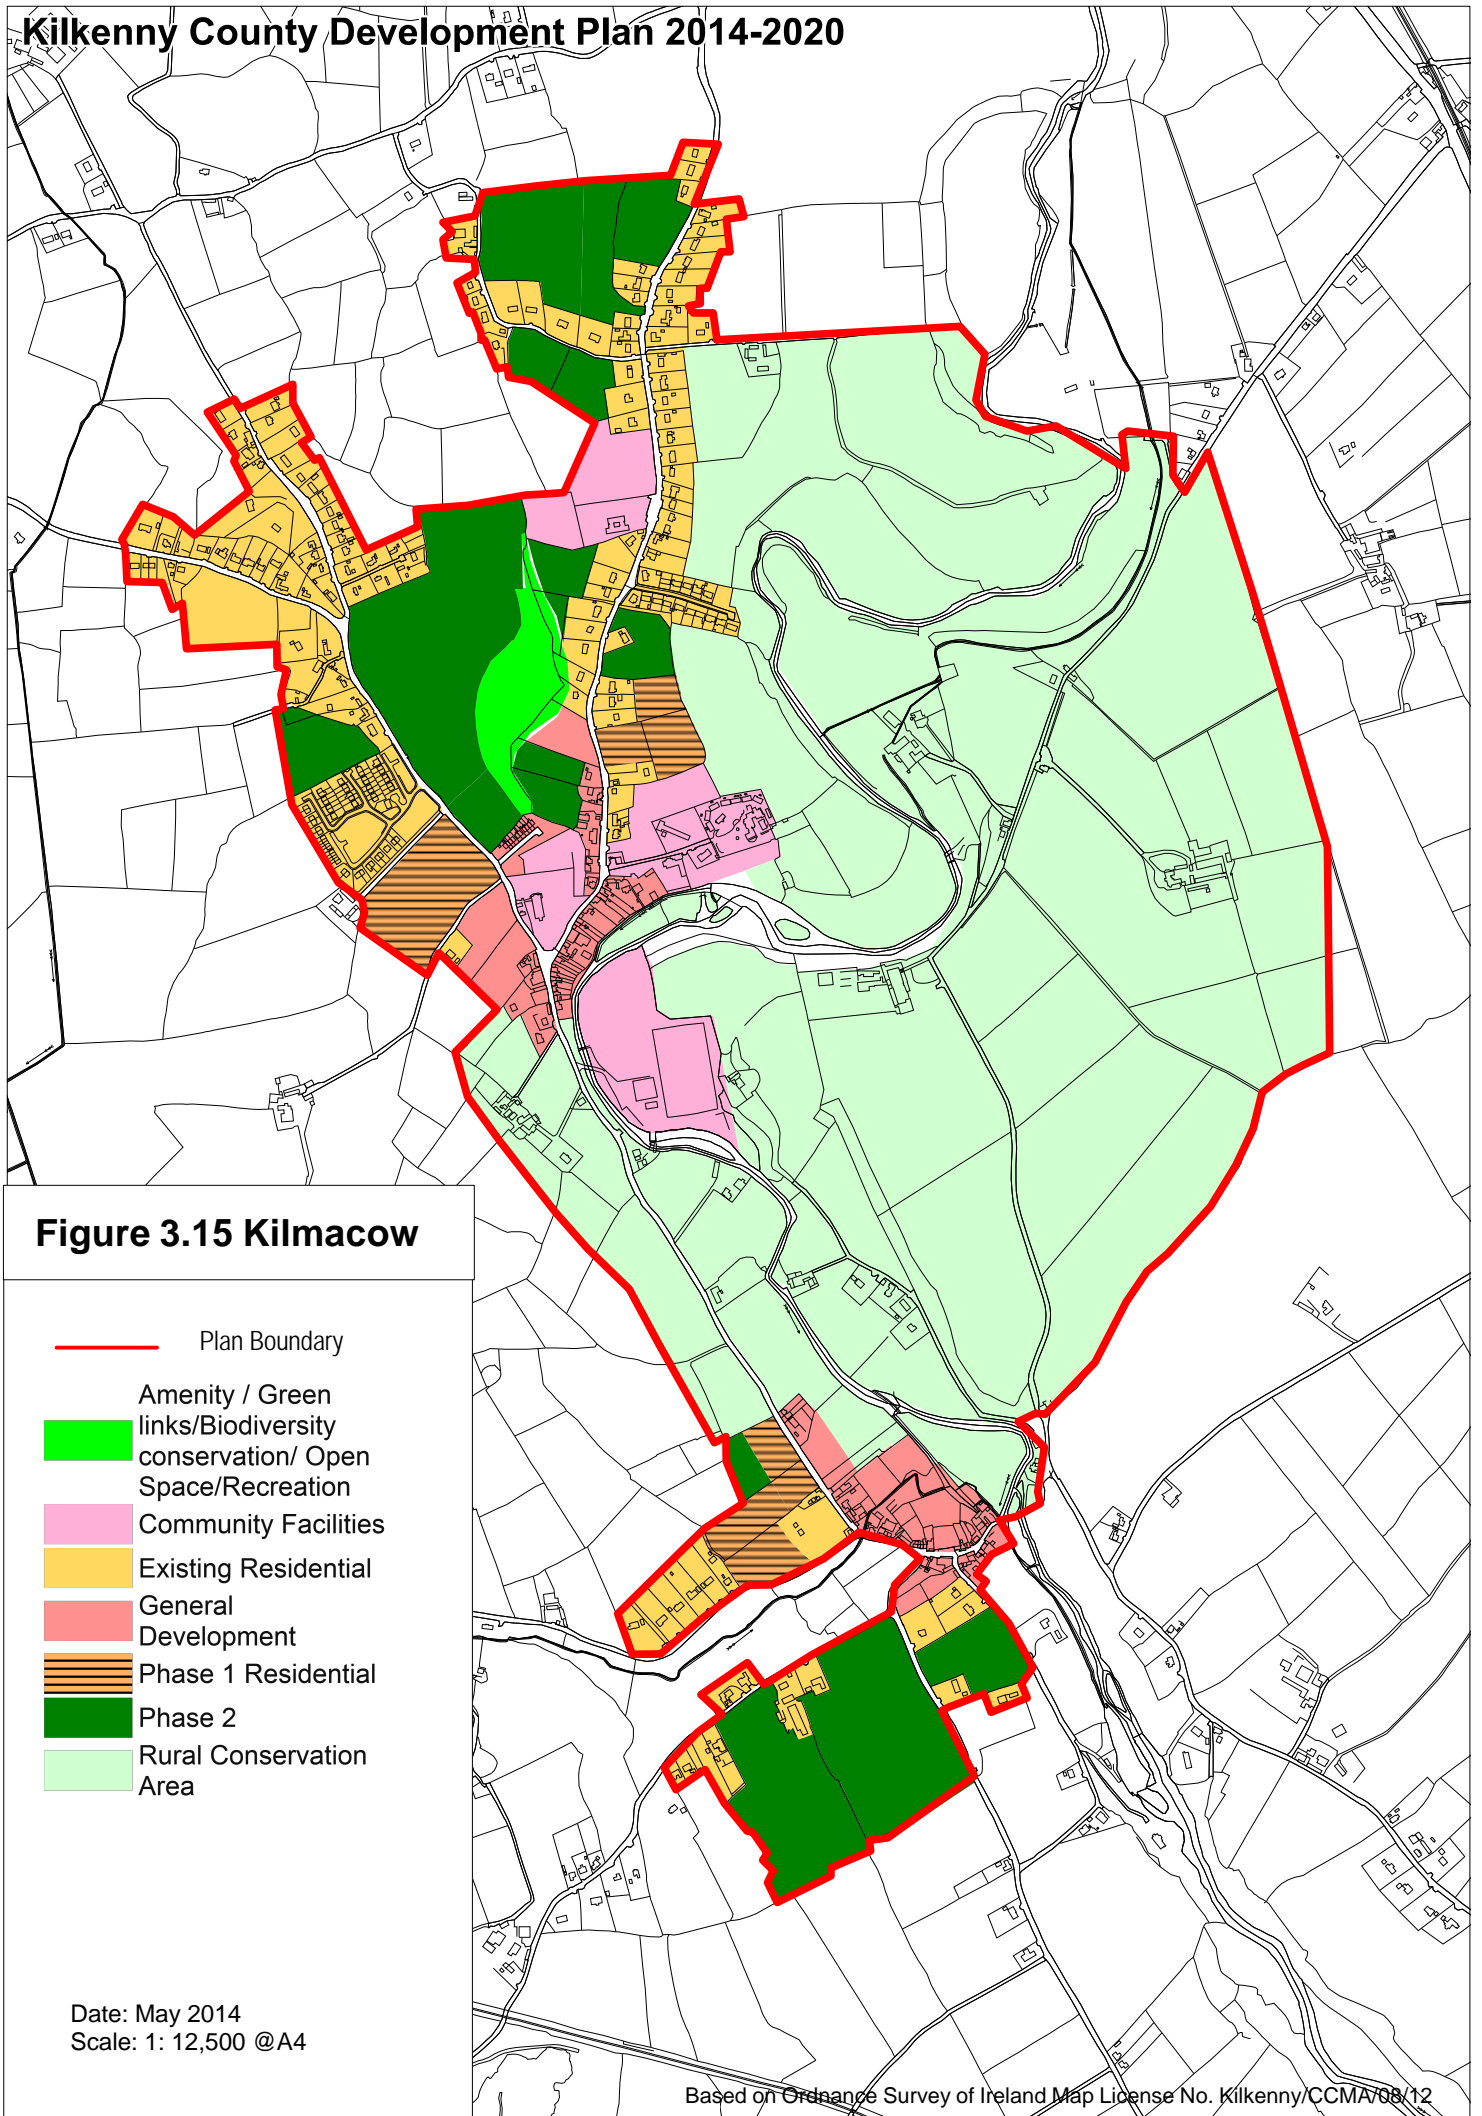 Kilkenny County Development Plan 2014-2020
Figure 3.15 Kilmacow
Plan Boundary
Amenity / Green
links/Biodiversity
conservation/ Open
Space/Recreation
Community Facilities
Existing Residential
General
Development
Phase 1 Residential
Phase 2
Rural Conservation
Area
Date: May 2014
Scale: 1: 12,500 @A4
Based on Ordnance Survey of Ireland Map License No. Kilkenny/CCMA/08/12